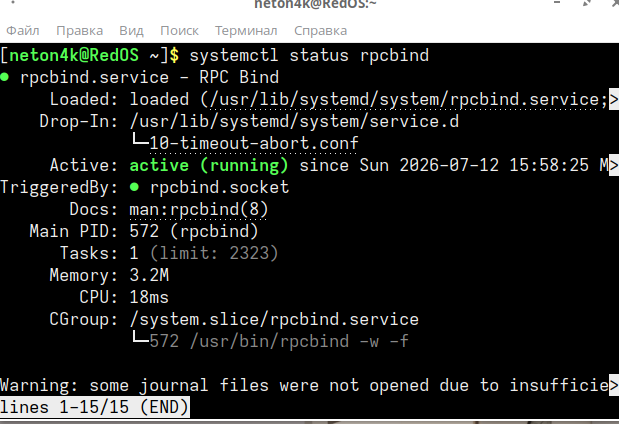 neton4k@RedOS:~
Файл Правка Вид Поиск Терминал Справка
[neton4k@RedOS ~]$ systemctl status rpcbind
● rpcbind.service - RPC Bind
Loaded: loaded (/usr/lib/systemd/system/rpcbind.service;>
Drop-In: /usr/lib/systemd/system/service.d
└─10-timeout-abort.conf
Active: active (running) since Sun 2026-07-12 15:58:25 M>
TriggeredBy: ● rpcbind.socket
Docs: man:rpcbind(8)
Main PID: 572 (rpcbind)
Tasks: 1 (limit: 2323)
Memory: 3.2M
CPU: 18ms
CGroup: /system.slice/rpcbind.service
└─572 /usr/bin/rpcbind -w -f
Warning: some journal files were not opened due to insufficie>
lines 1-15/15 (END)